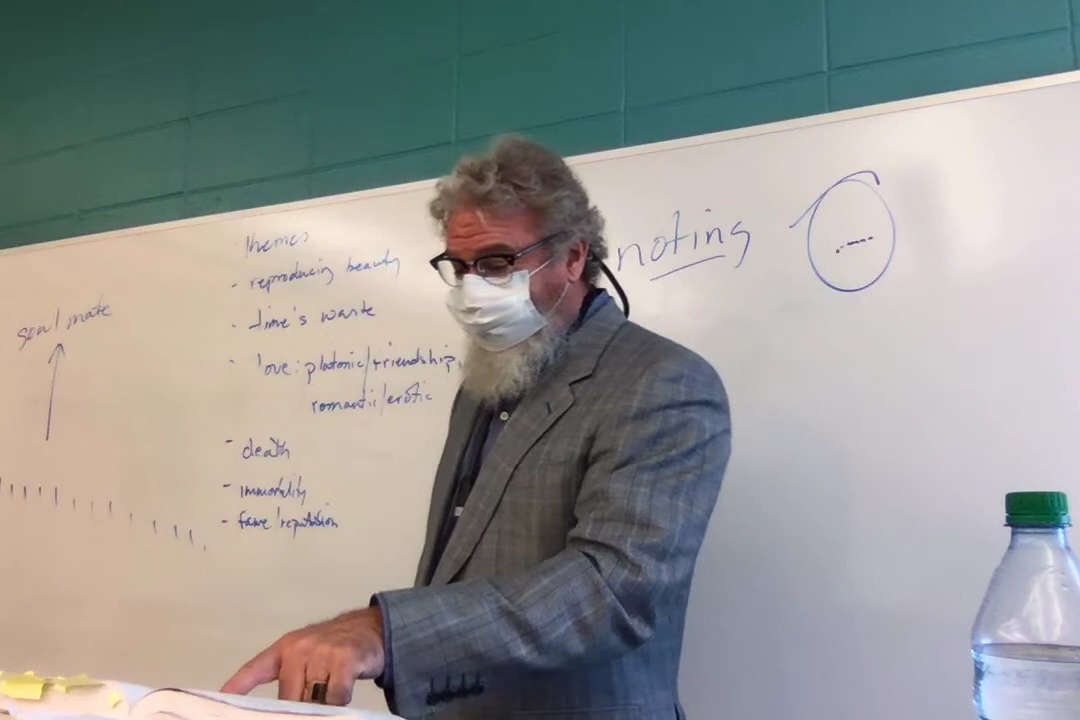 soul mate
themes
- reproducing beauty
- time's waste
- love: platonic/friendship,
romantic/erotic
- death
- immortality
- fame/reputation
noting